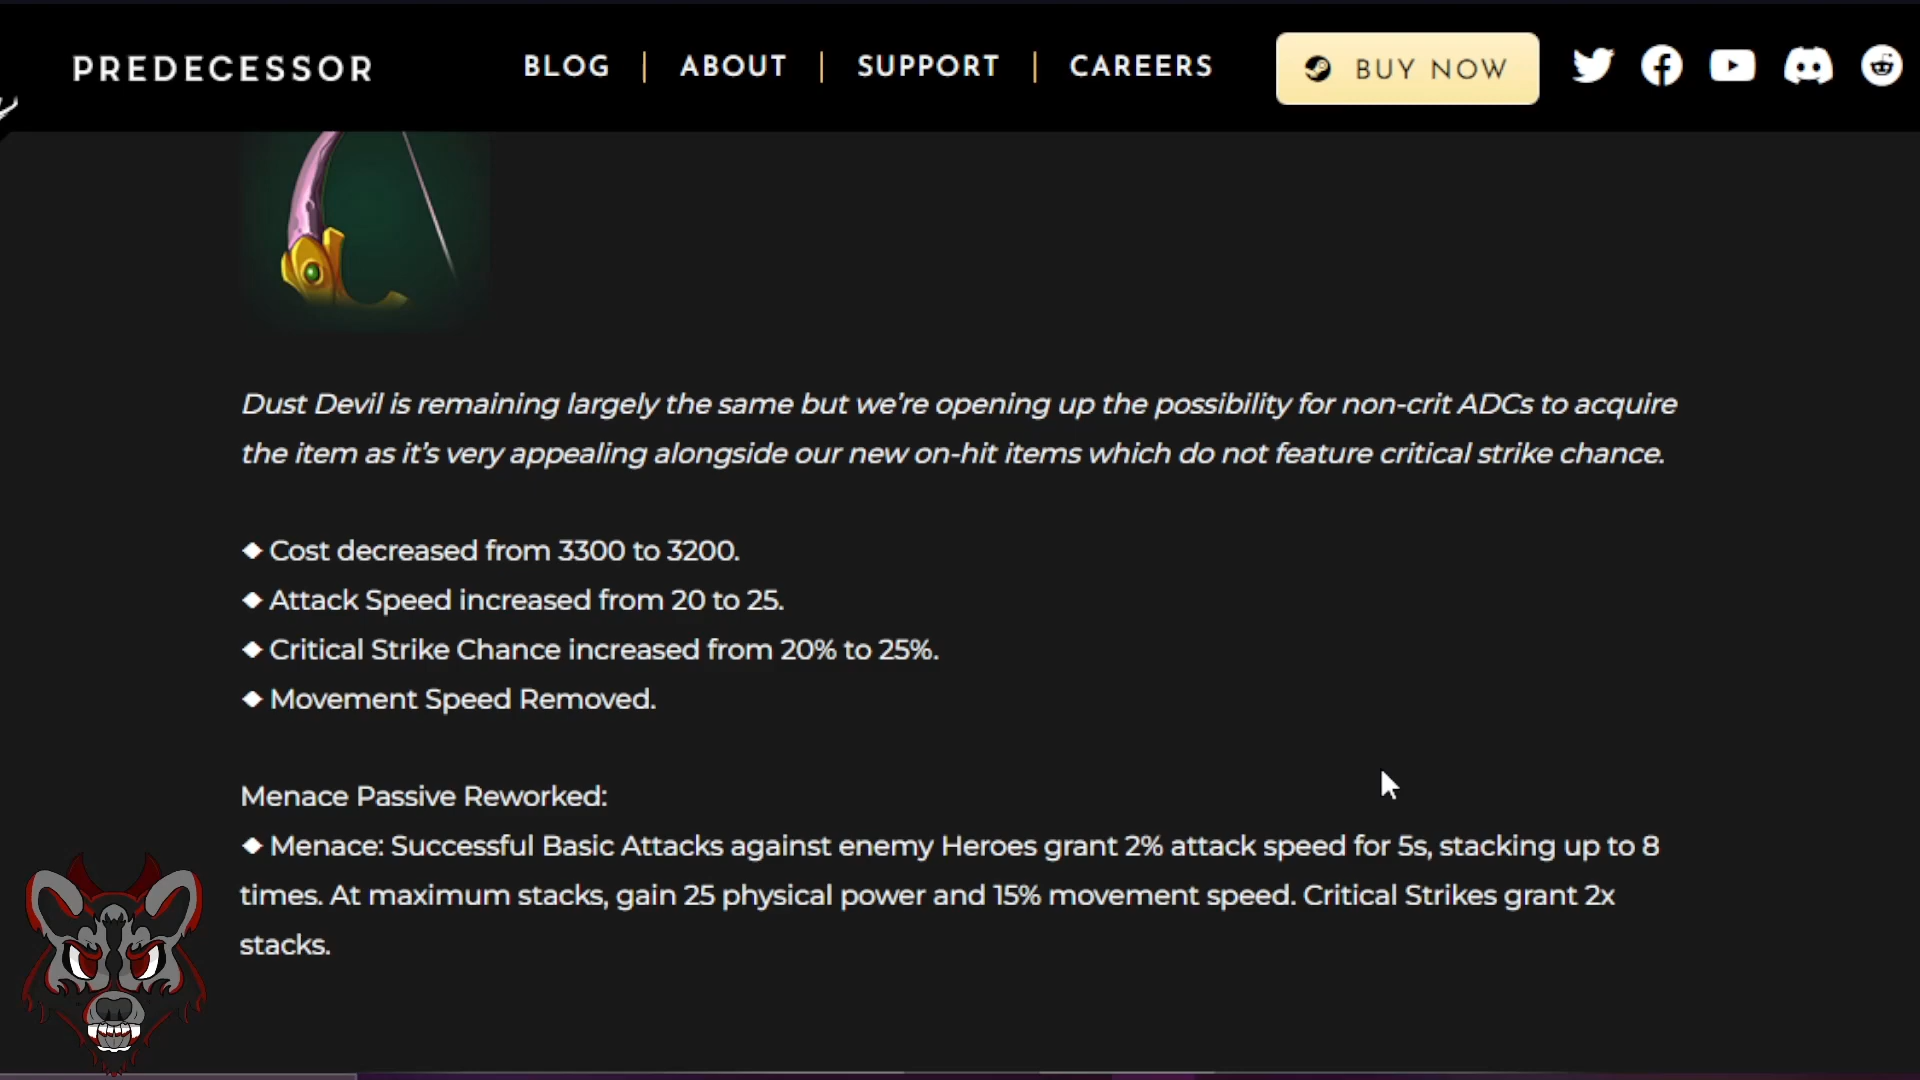 PREDECESSOR
BLOG | ABOUT | SUPPORT | CAREERS
BUY NOW
Dust Devil is remaining largely the same but we’re opening up the possibility for non-crit ADCs to acquire
the item as it’s very appealing alongside our new on-hit items which do not feature critical strike chance.
◆ Cost decreased from 3300 to 3200.
◆ Attack Speed increased from 20 to 25.
◆ Critical Strike Chance increased from 20% to 25%.
◆ Movement Speed Removed.
Menace Passive Reworked:
◆ Menace: Successful Basic Attacks against enemy Heroes grant 2% attack speed for 5s, stacking up to 8
times. At maximum stacks, gain 25 physical power and 15% movement speed. Critical Strikes grant 2x
stacks.